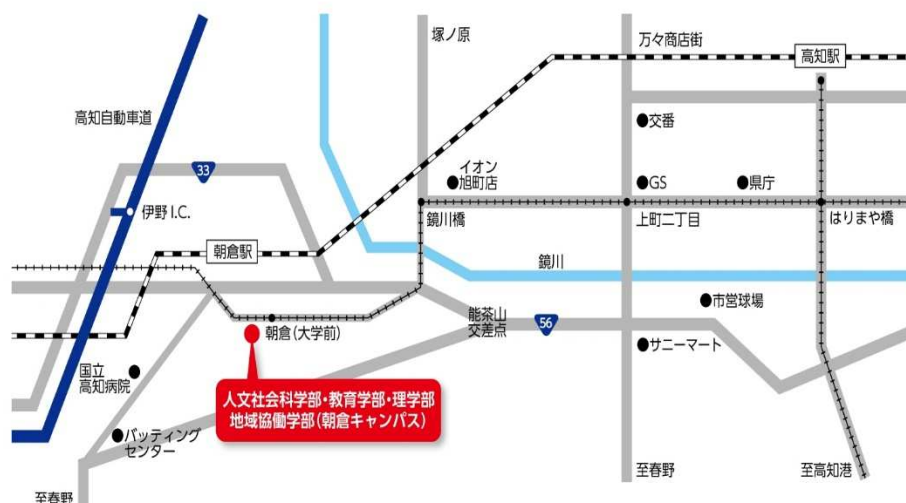 塚ノ原
万々商店街
高知駅
高知自動車道
交番
33
イオン
旭町店
GS
県庁
伊野I.C.
鏡川橋
上町二丁目
はりまや橋
朝倉駅
鏡川
市営球場
能茶山
交差点
56
朝倉(大学前)
サニーマート
国立
高知病院
人文社会科学部・教育学部・理学部
地域協働学部(朝倉キャンパス)
バッティング
センター
至春野
至春野
至高知港